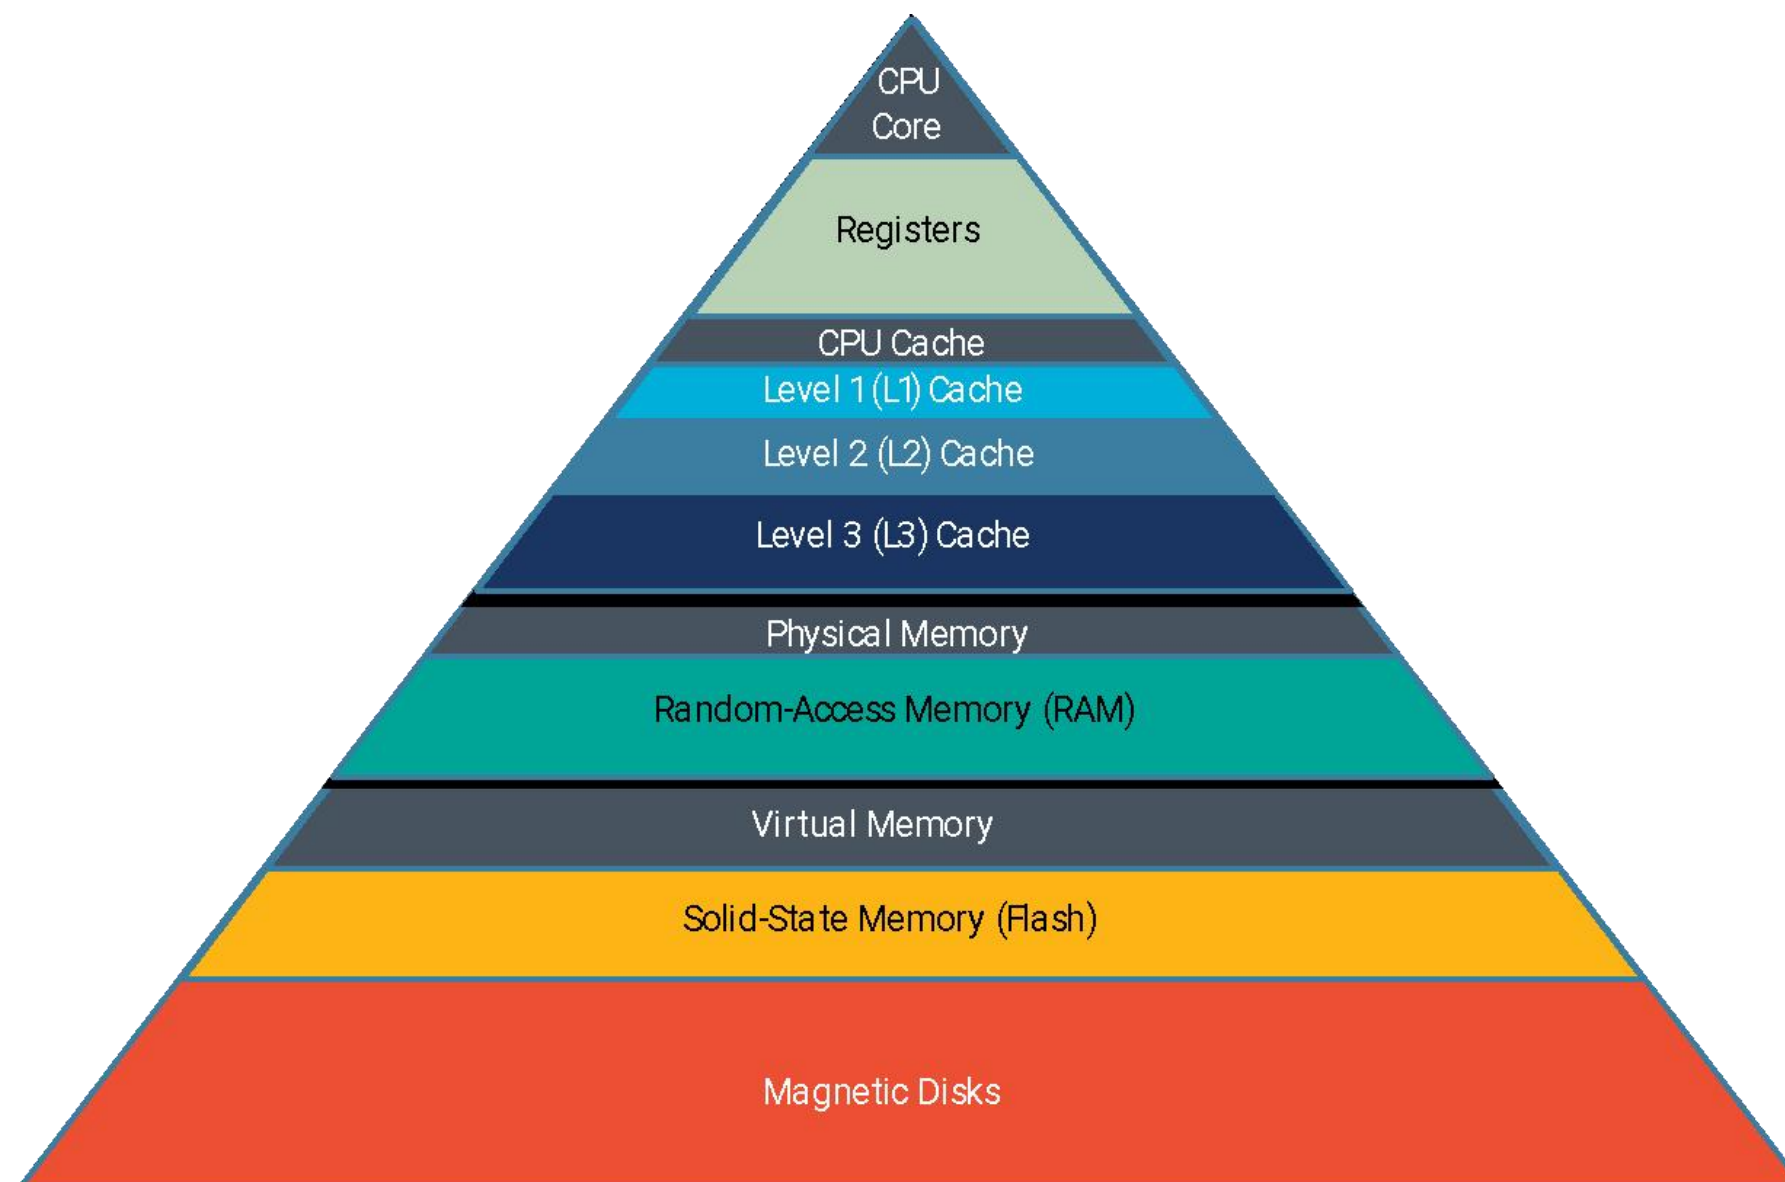 CPU
Core
Registers
CPU Cache
Level 1 (L1) Cache
Level 2 (L2) Cache
Level 3 (L3) Cache
Physical Memory
Random-Access Memory (RAM)
Virtual Memory
Solid-State Memory (Flash)
Magnetic Disks